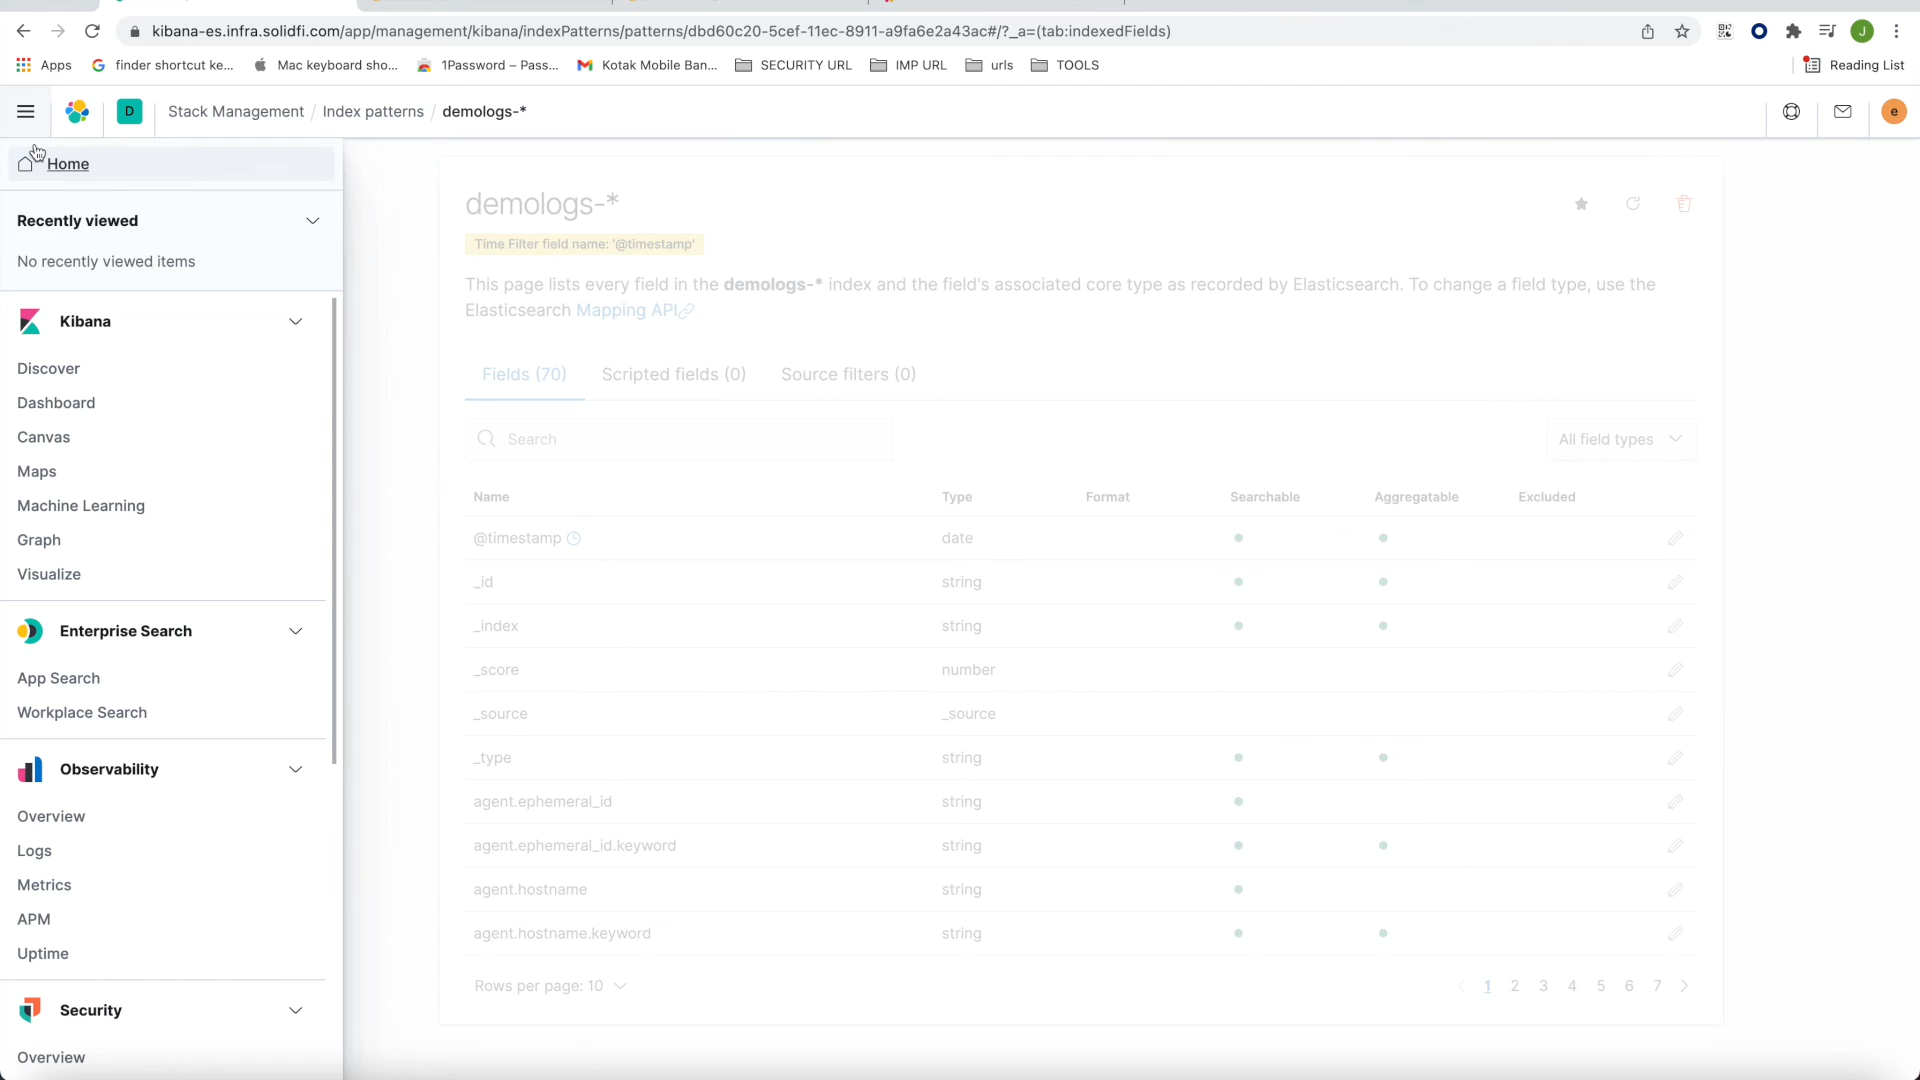 kibana-es.infra.solidfi.com/app/management/kibana/indexPatterns/patterns/dbd60c20-5cef-11ec-8911-a9fa6e2a43ac#/?_a=(tab:indexedFields)
J
Apps
finder shortcut ke...
Mac keyboard sho...
1Password – Pass...
Kotak Mobile Ban...
SECURITY URL
IMP URL
urls
TOOLS
Reading List
D
Stack Management / Index patterns / demologs-*
e
Home
Recently viewed
No recently viewed items
Kibana
Discover
Dashboard
Canvas
Maps
Machine Learning
Graph
Visualize
Enterprise Search
App Search
Workplace Search
Observability
Overview
Logs
Metrics
APM
Uptime
Security
Overview
demologs-*
Time Filter field name: '@timestamp'
This page lists every field in the demologs-* index and the field's associated core type as recorded by Elasticsearch. To change a field type, use the
Elasticsearch Mapping API
Fields (70) Scripted fields (0) Source filters (0)
Search
All field types
Name Type Format Searchable Aggregatable Excluded
@timestamp date
_id string
_index string
_score number
_source _source
_type string
agent.ephemeral_id string
agent.ephemeral_id.keyword string
agent.hostname string
agent.hostname.keyword string
Rows per page: 10
1 2 3 4 5 6 7